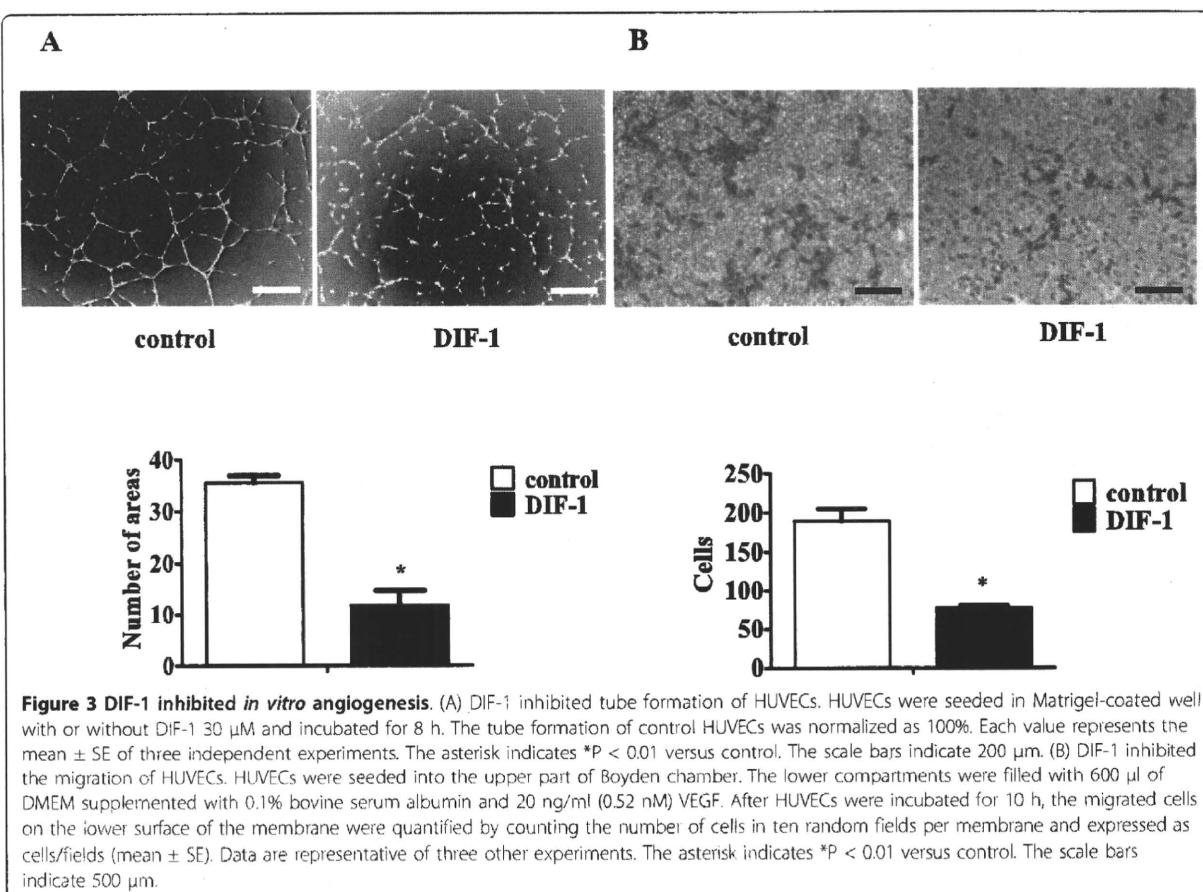 A
B
control
DIF-1
control
DIF-1
40
30
20
10
0
Number of areas
*
control
DIF-1
250
200
150
100
50
0
Cells
*
control
DIF-1
Figure 3 DIF-1 inhibited in vitro angiogenesis. (A) DIF-1 inhibited tube formation of HUVECs. HUVECs were seeded in Matrigel-coated well
with or without DIF-1 30 µM and incubated for 8 h. The tube formation of control HUVECs was normalized as 100%. Each value represents the
mean ± SE of three independent experiments. The asterisk indicates *P < 0.01 versus control. The scale bars indicate 200 µm. (B) DIF-1 inhibited
the migration of HUVECs. HUVECs were seeded into the upper part of Boyden chamber. The lower compartments were filled with 600 µl of
DMEM supplemented with 0.1% bovine serum albumin and 20 ng/ml (0.52 nM) VEGF. After HUVECs were incubated for 10 h, the migrated cells
on the lower surface of the membrane were quantified by counting the number of cells in ten random fields per membrane and expressed as
cells/fields (mean ± SE). Data are representative of three other experiments. The asterisk indicates *P < 0.01 versus control. The scale bars
indicate 500 µm.